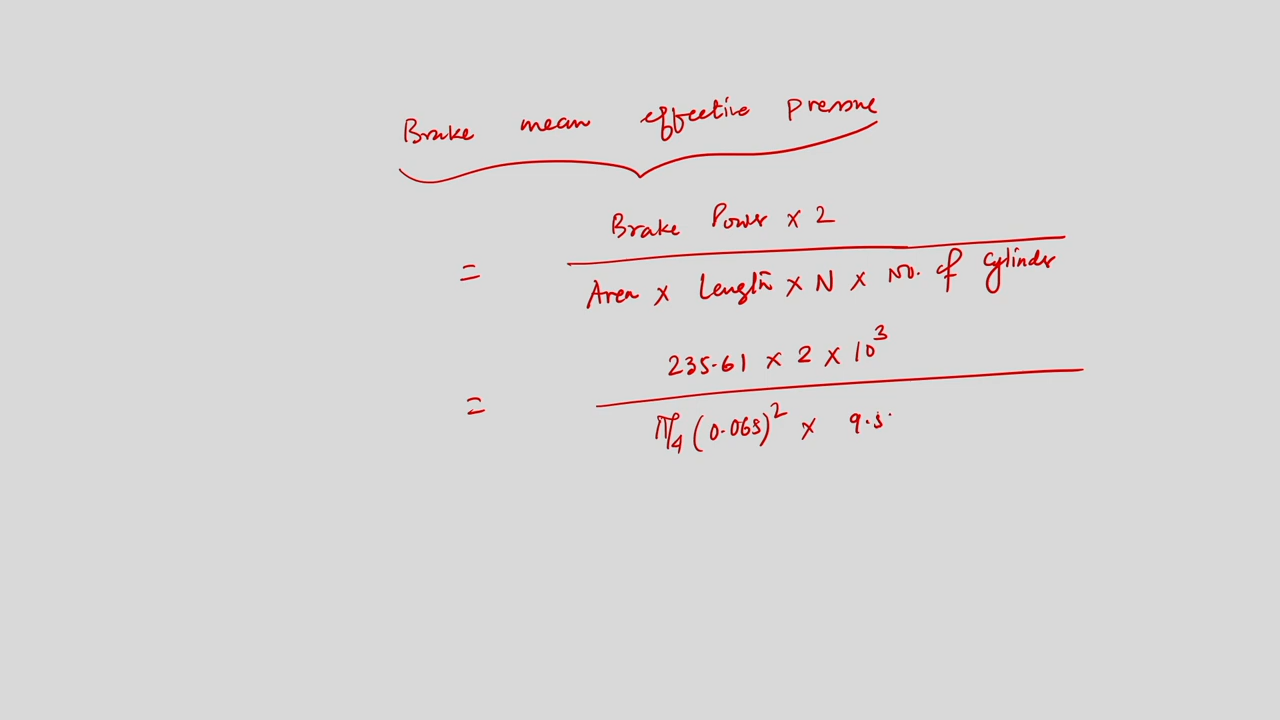 Brake mean effective pressure
Brake Power x 2
=
Area x Length x N x No. of cylinder
235.61 x 2 x 10³
=
π/4 (0.065)² x 9.5